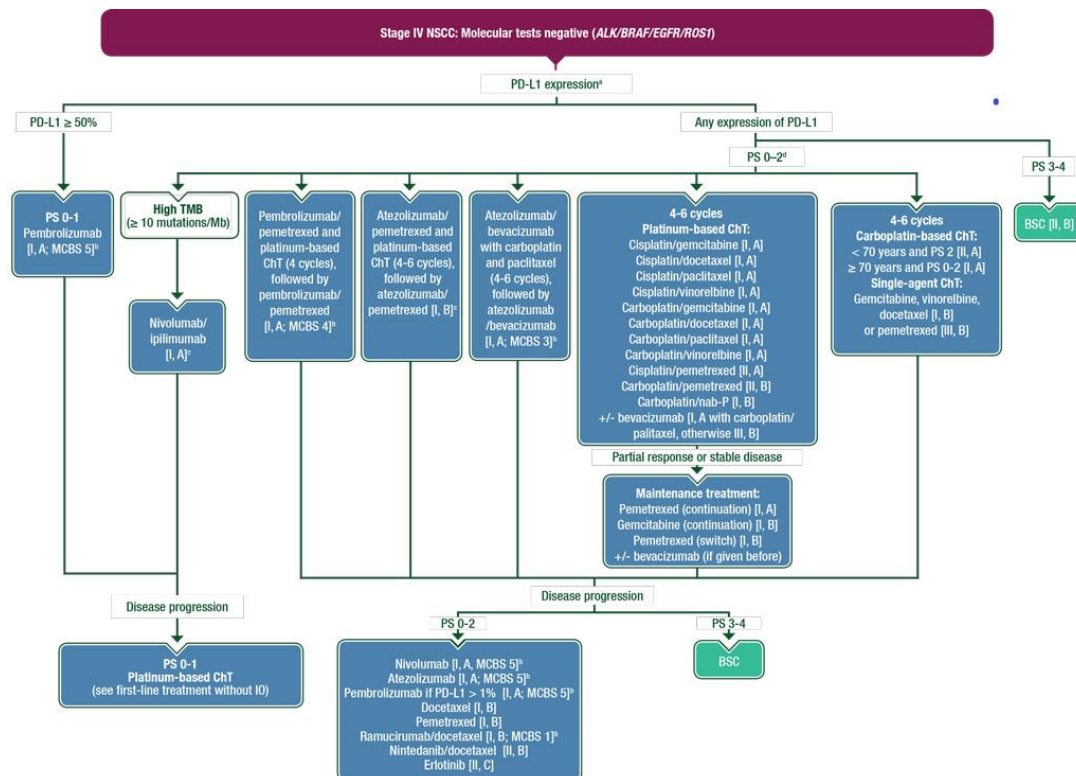 Stage IV NSCC: Molecular tests negative (ALK/BRAF/EGFR/ROS1)
PD-L1 expressionᵃ
PD-L1 ≥ 50%
Any expression of PD-L1
PS 0–2ᵈ
PS 3-4
PS 0-1
Pembrolizumab
[I, A; MCBS 5]ᵇ
High TMB
(≥ 10 mutations/Mb)
Nivolumab/
ipilimumab
[I, A]ᶜ
Pembrolizumab/
pemetrexed and
platinum-based
ChT (4 cycles),
followed by
pembrolizumab/
pemetrexed
[I, A; MCBS 4]ᵇ
Atezolizumab/
pemetrexed and
platinum-based
ChT (4-6 cycles),
followed by
atezolizumab/
pemetrexed [I, B]ᶜ
Atezolizumab/
bevacizumab
with carboplatin
and paclitaxel
(4-6 cycles),
followed by
atezolizumab
/bevacizumab
[I, A; MCBS 3]ᵇ
4-6 cycles
Platinum-based ChT:
Cisplatin/gemcitabine [I, A]
Cisplatin/docetaxel [I, A]
Cisplatin/paclitaxel [I, A]
Cisplatin/vinorelbine [I, A]
Carboplatin/gemcitabine [I, A]
Carboplatin/docetaxel [I, A]
Carboplatin/paclitaxel [I, A]
Carboplatin/vinorelbine [I, A]
Cisplatin/pemetrexed [II, A]
Carboplatin/pemetrexed [II, B]
Carboplatin/nab-P [I, B]
+/- bevacizumab [I, A with carboplatin/
palitaxel, otherwise III, B]
4-6 cycles
Carboplatin-based ChT:
< 70 years and PS 2 [II, A]
≥ 70 years and PS 0-2 [I, A]
Single-agent ChT:
Gemcitabine, vinorelbine,
docetaxel [I, B]
or pemetrexed [III, B]
BSC [II, B]
Partial response or stable disease
Maintenance treatment:
Pemetrexed (continuation) [I, A]
Gemcitabine (continuation) [I, B]
Pemetrexed (switch) [I, B]
+/- bevacizumab (if given before)
Disease progression
Disease progression
PS 0-1
Platinum-based ChT
(see first-line treatment without IO)
PS 0-2
PS 3-4
Nivolumab [I, A, MCBS 5]ᵇ
Atezolizumab [I, A; MCBS 5]ᵇ
Pembrolizumab if PD-L1 > 1% [I, A; MCBS 5]ᵇ
Docetaxel [I, B]
Pemetrexed [I, B]
Ramucirumab/docetaxel [I, B; MCBS 1]ᵇ
Nintedanib/docetaxel [II, B]
Erlotinib [II, C]
BSC